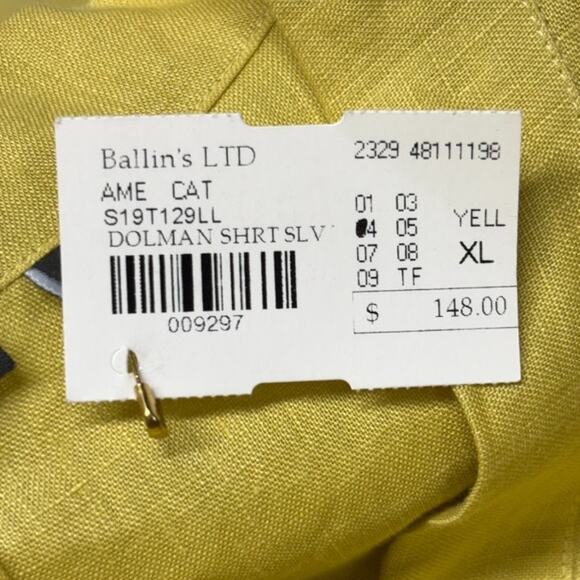 Ballin's LTD
2329 48111198
AME CAT
S19T129LL
DOLMAN SHRT SLV
009297
01 03
04 05
07 08
09 TF
YELL
XL
$ 148.00